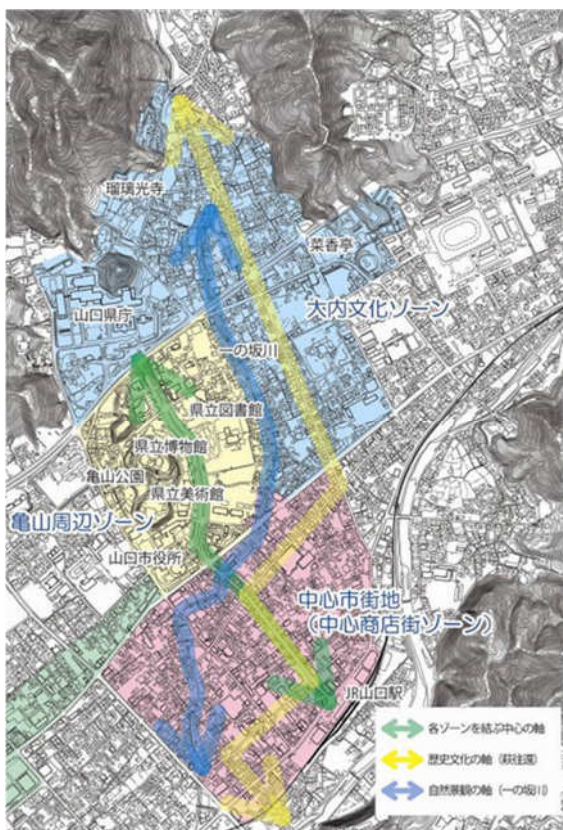 瑠璃光寺
菜香亭
山口県庁
大内文化ゾーン
一の坂川
県立図書館
県立博物館
亀山公園
県立美術館
亀山周辺ゾーン
山口市役所
中心市街地
（中心商店街ゾーン）
JR山口駅
各ゾーンを結ぶ中心の軸
歴史文化の軸（萩往還）
自然景観の軸（一の坂川）